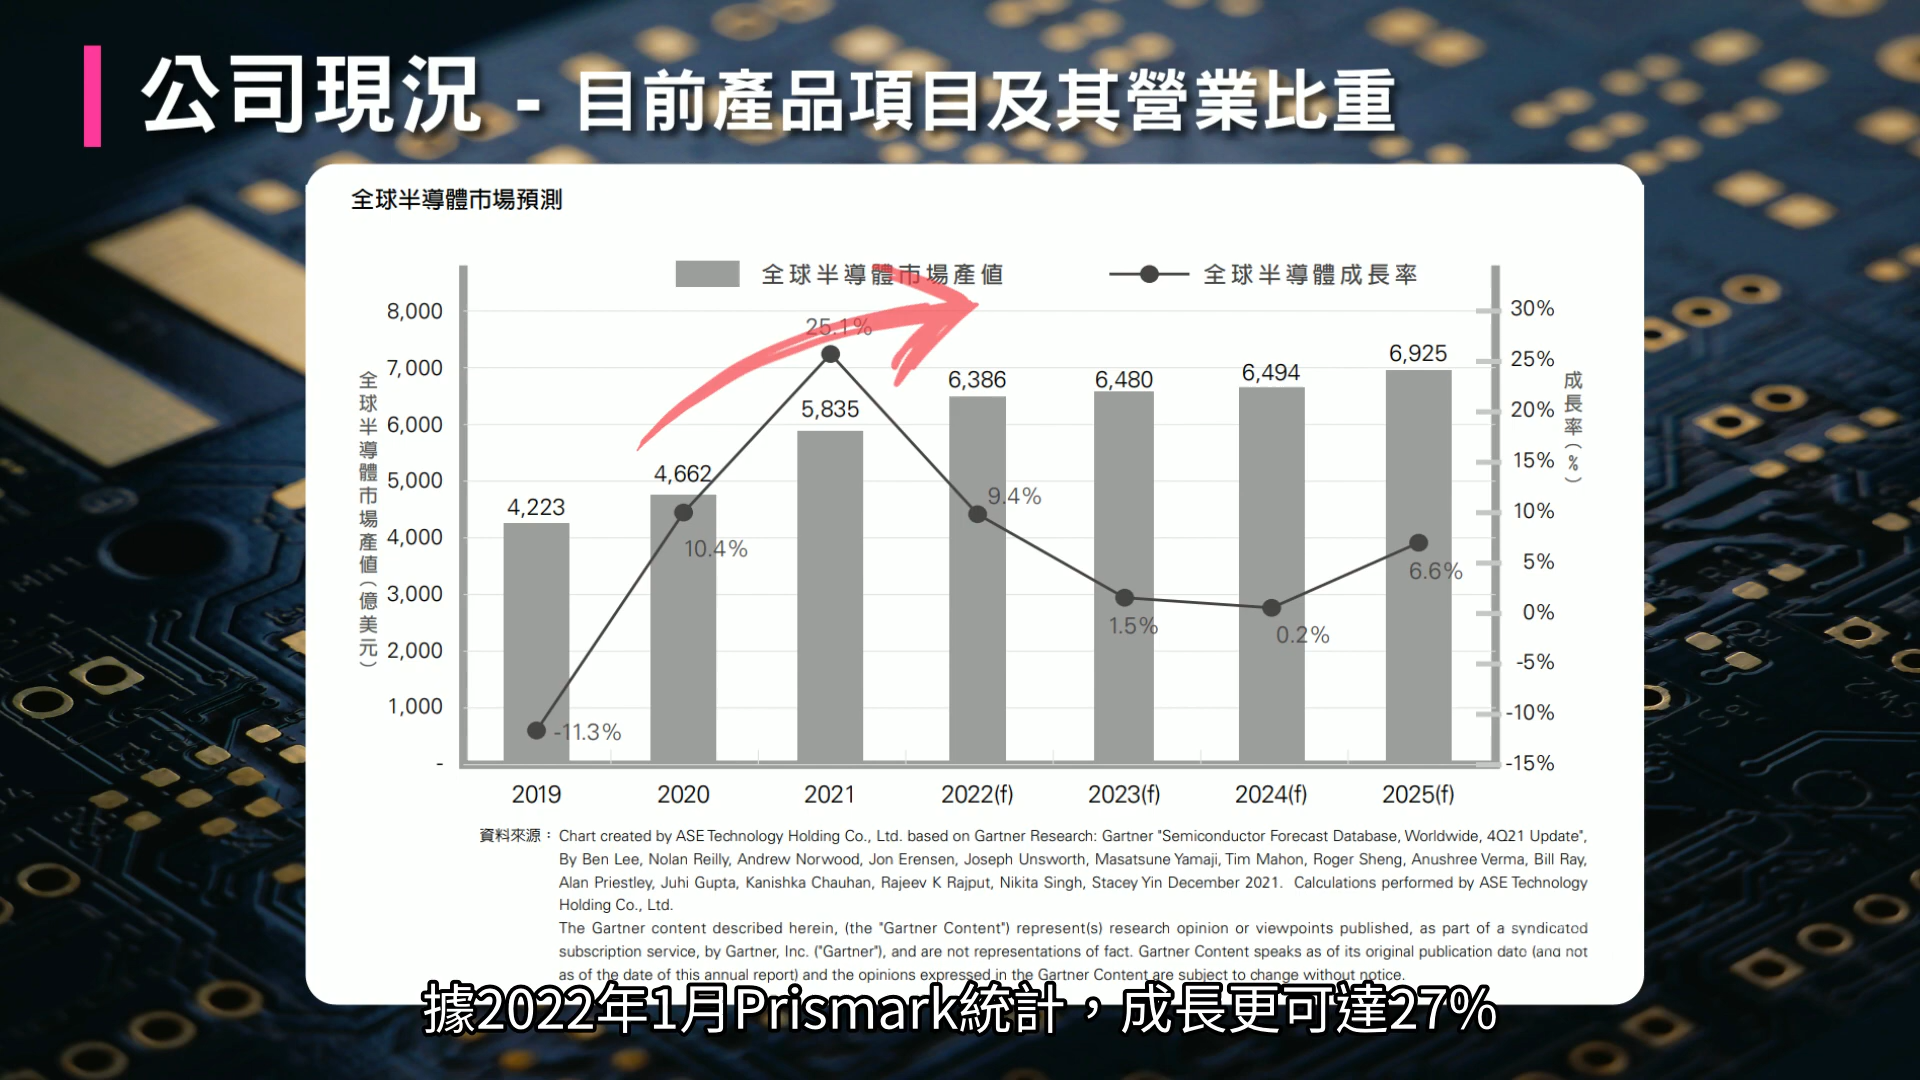 公司現況 - 目前產品項目及其營業比重
全球半導體市場預測
全球半導體市場產值
全球半導體成長率
全球半導體市場產值（億美元）
8,000
7,000
6,000
5,000
4,000
3,000
2,000
1,000
-
4,223
4,662
5,835
6,386
6,480
6,494
6,925
-11.3%
10.4%
25.1%
9.4%
1.5%
0.2%
6.6%
30%
25%
20%
15%
10%
5%
0%
-5%
-10%
-15%
成長率（%）
2019 2020 2021 2022(f) 2023(f) 2024(f) 2025(f)
資料來源： Chart created by ASE Technology Holding Co., Ltd. based on Gartner Research: Gartner "Semiconductor Forecast Database, Worldwide, 4Q21 Update",
By Ben Lee, Nolan Reilly, Andrew Norwood, Jon Erensen, Joseph Unsworth, Masatsune Yamaji, Tim Mahon, Roger Sheng, Anushree Verma, Bill Ray,
Alan Priestley, Juhi Gupta, Kanishka Chauhan, Rajeev K Rajput, Nikita Singh, Stacey Yin December 2021. Calculations performed by ASE Technology
Holding Co., Ltd.
The Gartner content described herein, (the "Gartner Content") represent(s) research opinion or viewpoints published, as part of a syndicated
subscription service, by Gartner, Inc. ("Gartner"), and are not representations of fact. Gartner Content speaks as of its original publication date (and not
as of the date of this annual report) and the opinions expressed in the Gartner Content are subject to change without notice.
據2022年1月Prismark統計，成長更可達27%